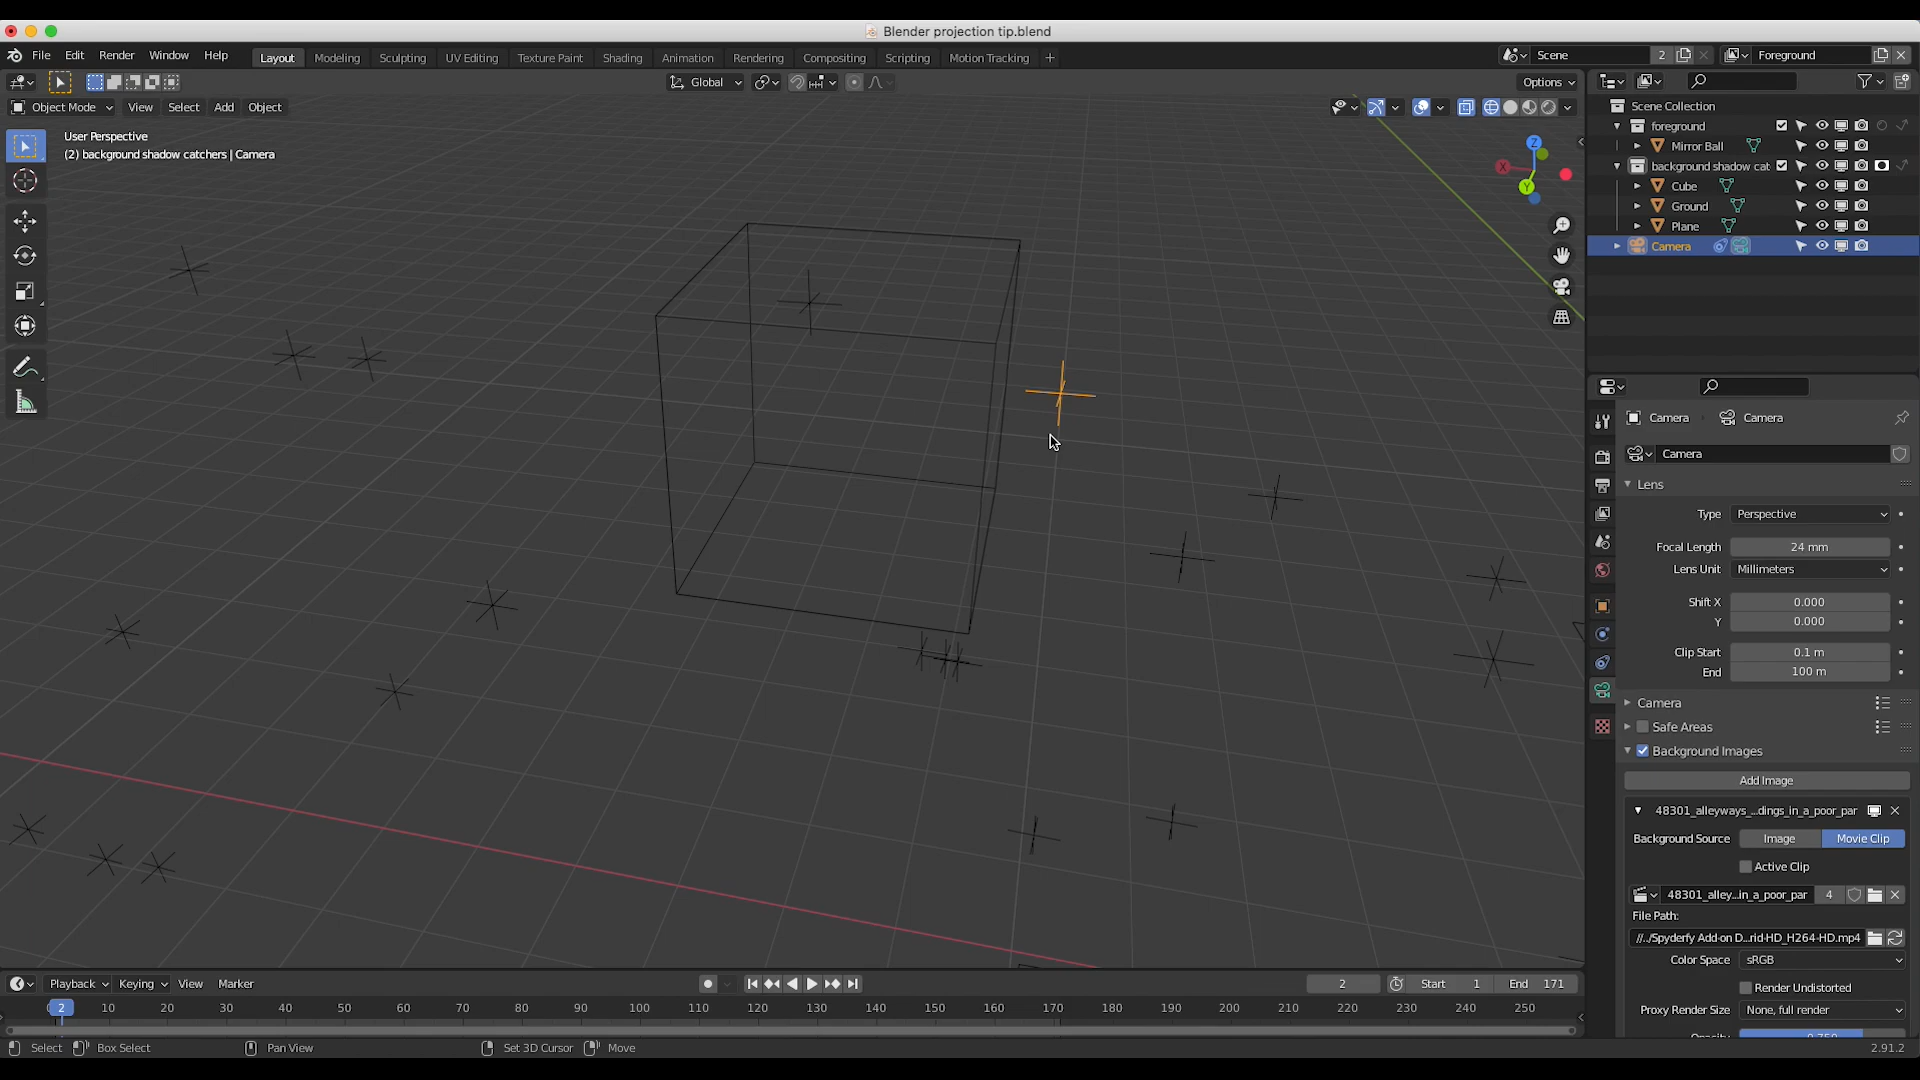 Blender projection tip.blend
File Edit Render Window Help Layout Modeling Sculpting UV Editing Texture Paint Shading Animation Rendering Compositing Scripting Motion Tracking + Scene 2 Foreground
Global Options
Object Mode View Select Add Object
User Perspective
(2) background shadow catchers | Camera
Z
X
Y
Scene Collection
foreground
Mirror Ball
background shadow cat
Cube
Ground
Plane
Camera
Camera Camera
Camera
Lens
Type Perspective
Focal Length 24 mm
Lens Unit Millimeters
Shift X 0.000
Y 0.000
Clip Start 0.1 m
End 100 m
Camera
Safe Areas
Background Images
Add Image
48301_alleyways_...dings_in_a_poor_par
Background Source Image Movie Clip
Active Clip
48301_alley...in_a_poor_par 4
File Path:
//../Spyderfy Add-on D...rid-HD_H264-HD.mp4
Color Space sRGB
Render Undistorted
Proxy Render Size None, full render
Opacity 0.750
Playback Keying View Marker 2 Start 1 End 171
2 10 20 30 40 50 60 70 80 90 100 110 120 130 140 150 160 170 180 190 200 210 220 230 240 250
Select Box Select Pan View Set 3D Cursor Move 2.91.2